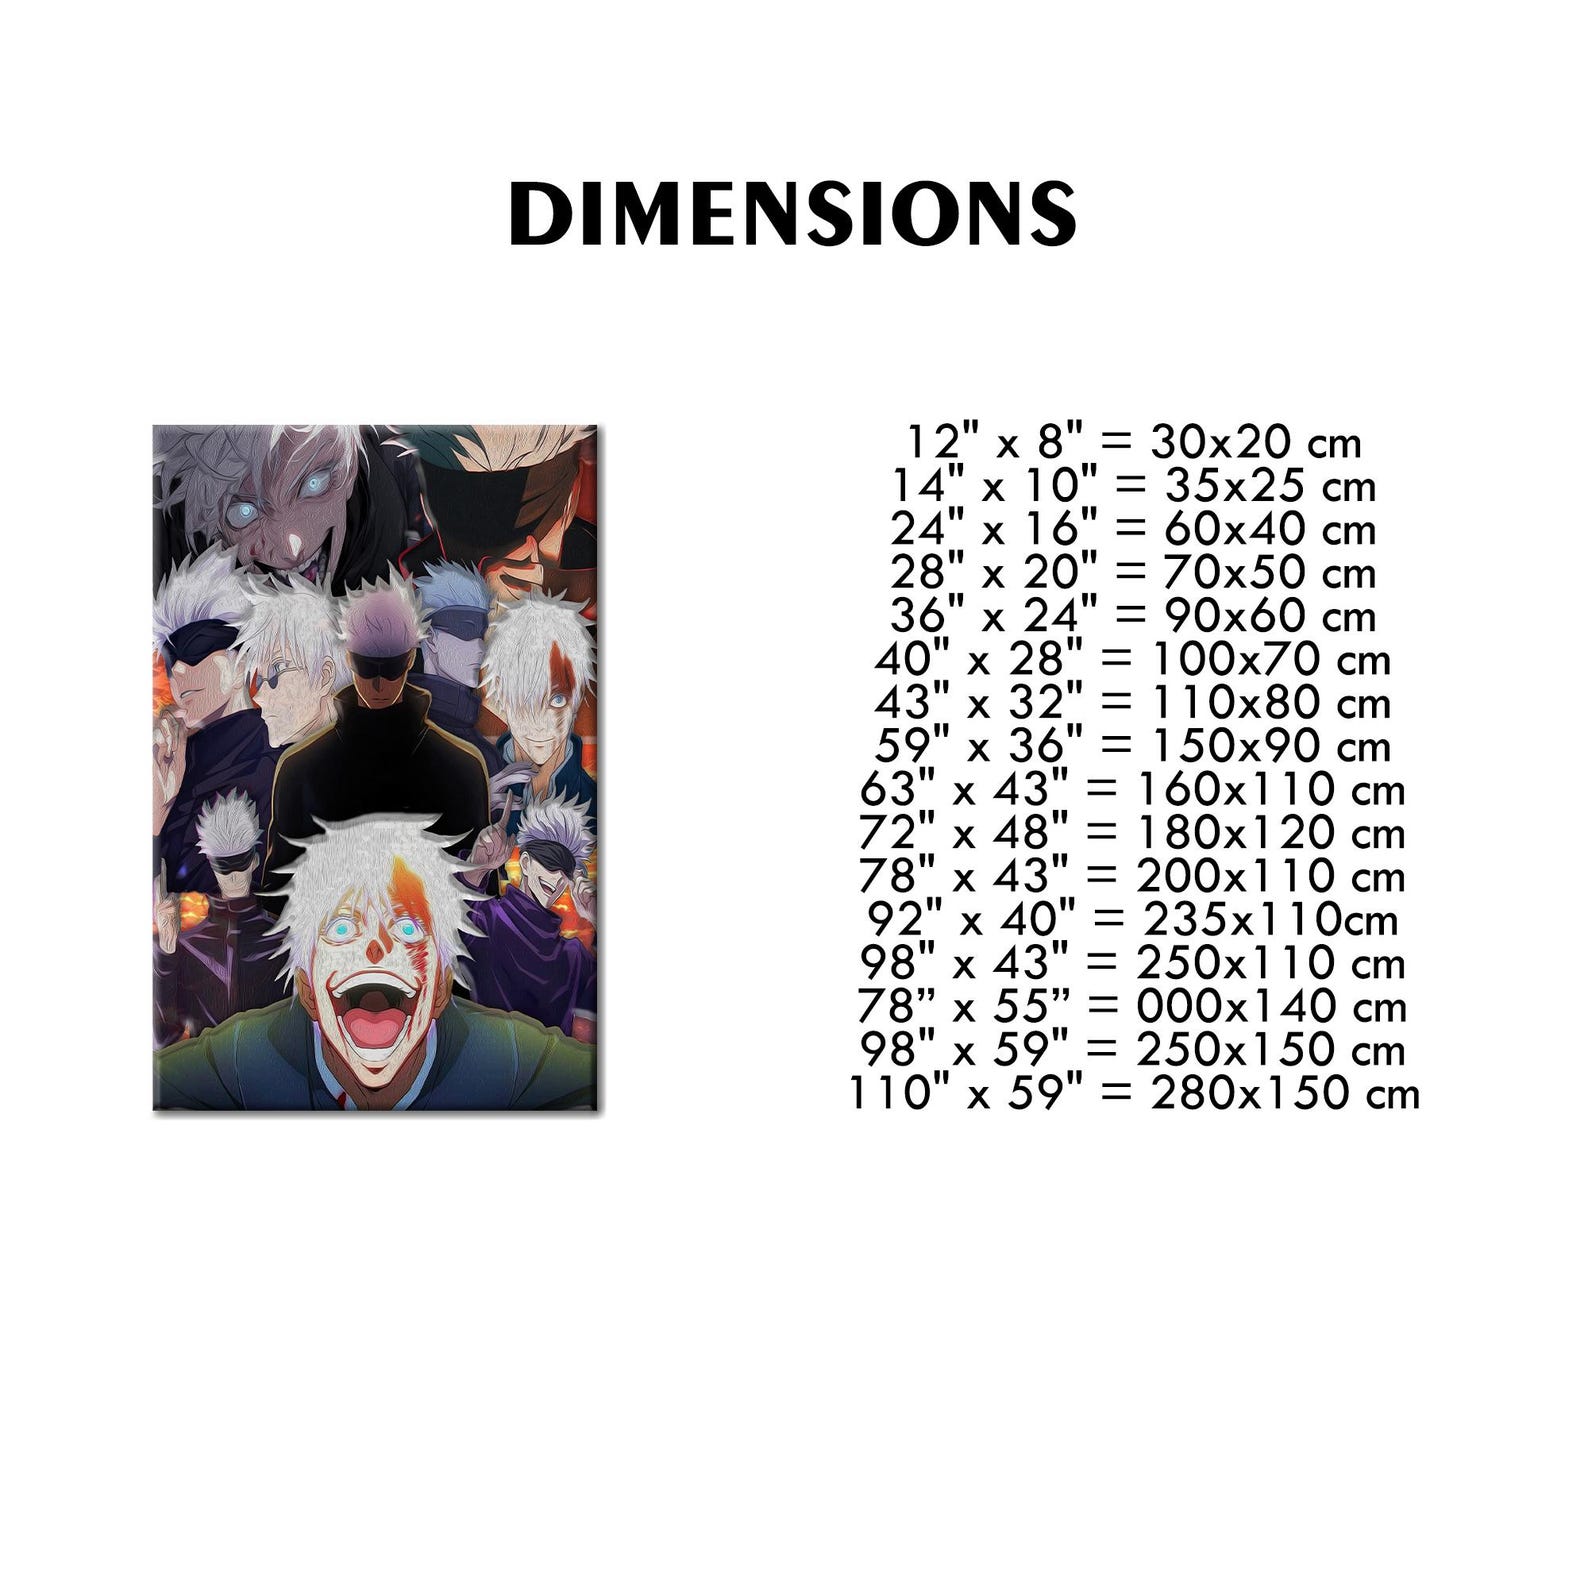 DIMENSIONS
12" x 8" = 30x20 cm
14" x 10" = 35x25 cm
24" x 16" = 60x40 cm
28" x 20" = 70x50 cm
36" x 24" = 90x60 cm
40" x 28" = 100x70 cm
43" x 32" = 110x80 cm
59" x 36" = 150x90 cm
63" x 43" = 160x110 cm
72" x 48" = 180x120 cm
78" x 43" = 200x110 cm
92" x 40" = 235x110cm
98" x 43" = 250x110 cm
78” x 55” = 000x140 cm
98" x 59" = 250x150 cm
110" x 59" = 280x150 cm